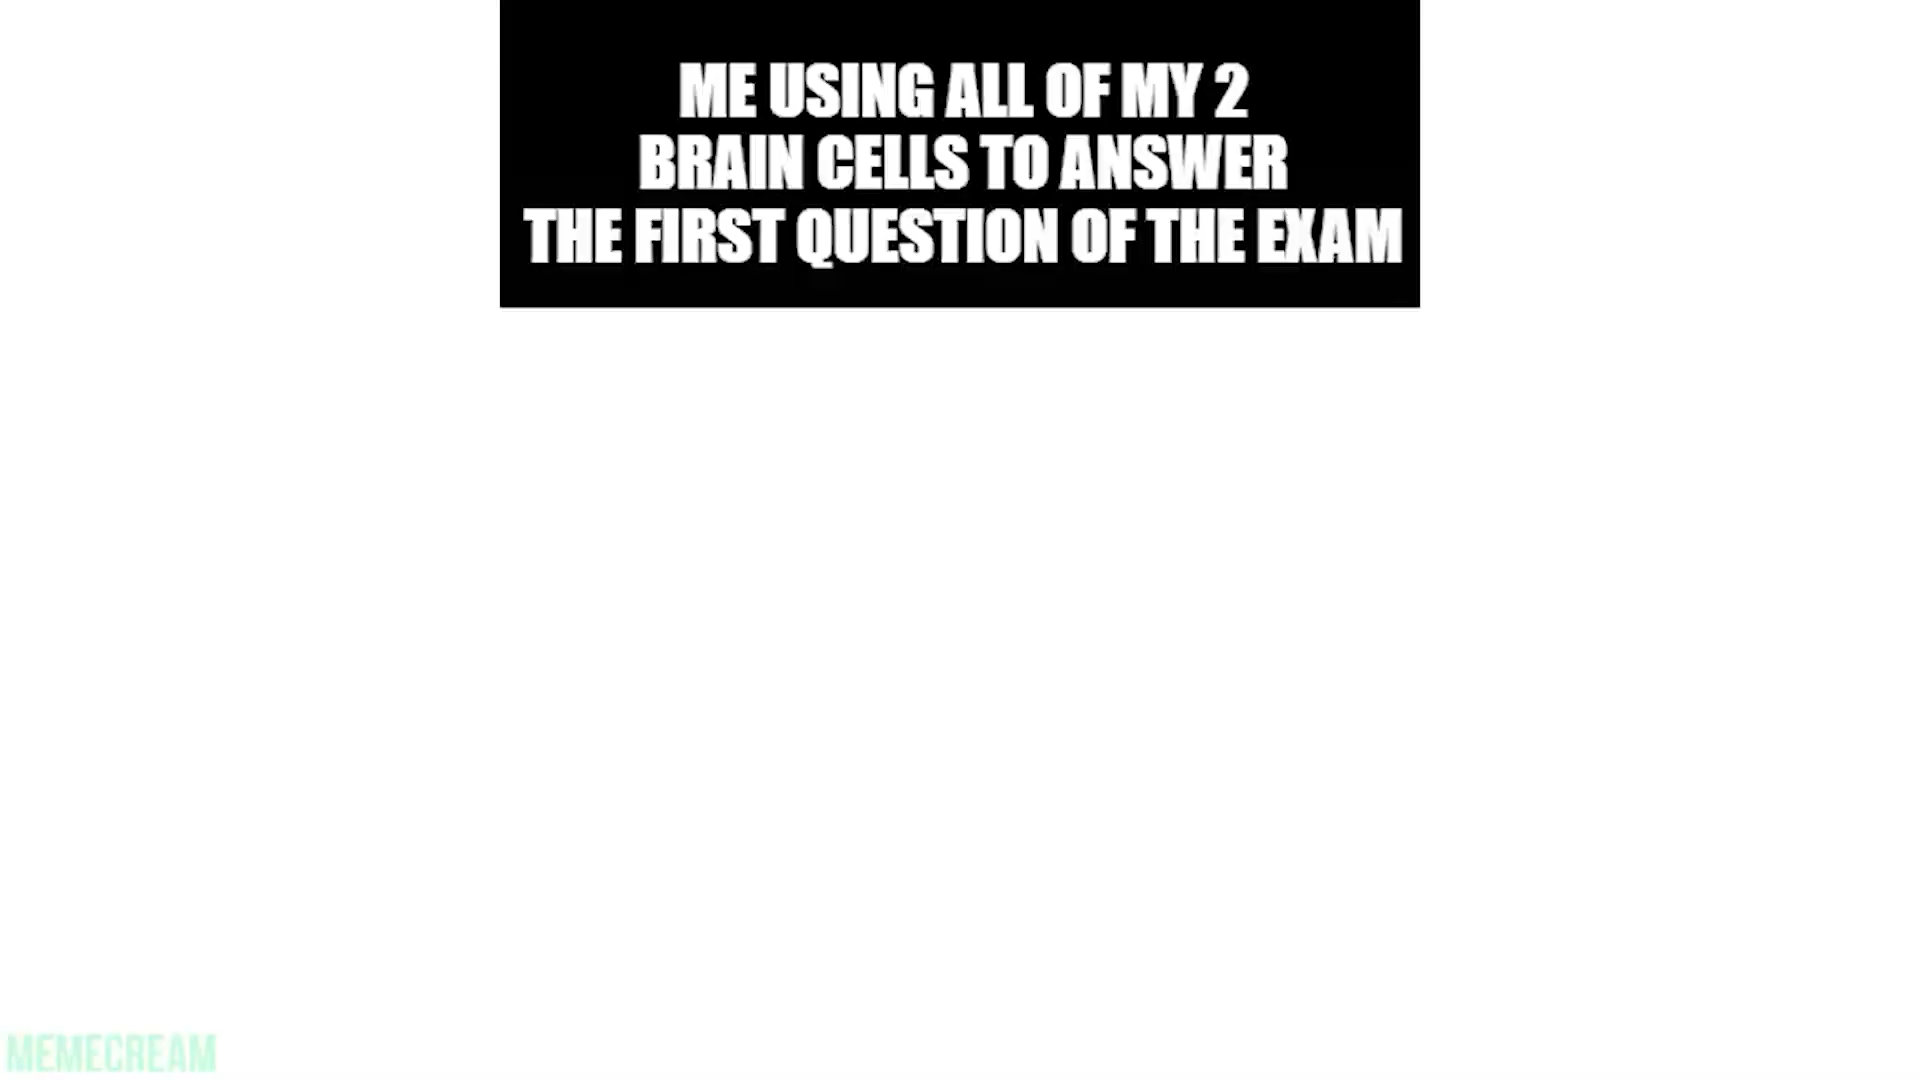 ME USING ALL OF MY 2
BRAIN CELLS TO ANSWER
THE FIRST QUESTION OF THE EXAM
MEMECREAM